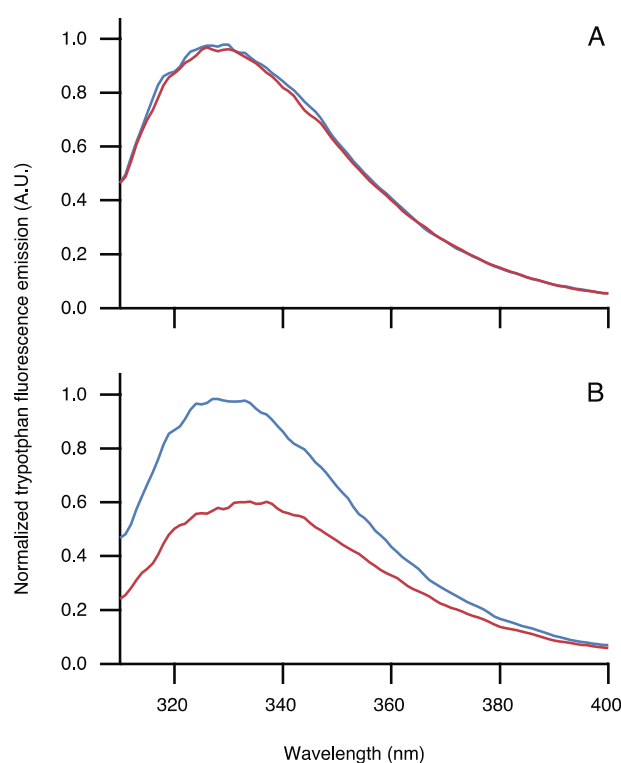 A
1.0
0.8
0.6
0.4
0.2
0.0
B
1.0
0.8
0.6
0.4
0.2
0.0
320 340 360 380 400
Wavelength (nm)
Normalized trypotphan fluorescence emission (A.U.)